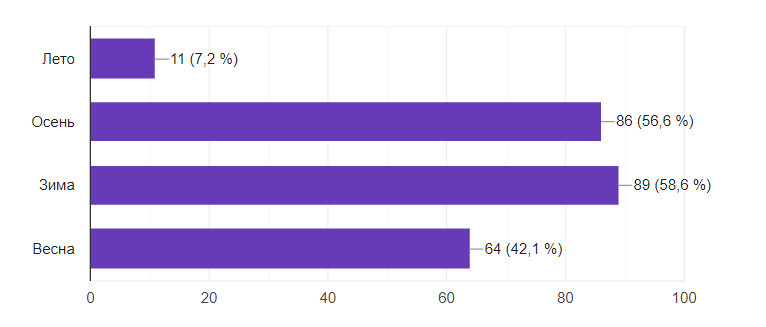 Лето 11 (7,2 %)
Осень 86 (56,6 %)
Зима 89 (58,6 %)
Весна 64 (42,1 %)
0 20 40 60 80 100